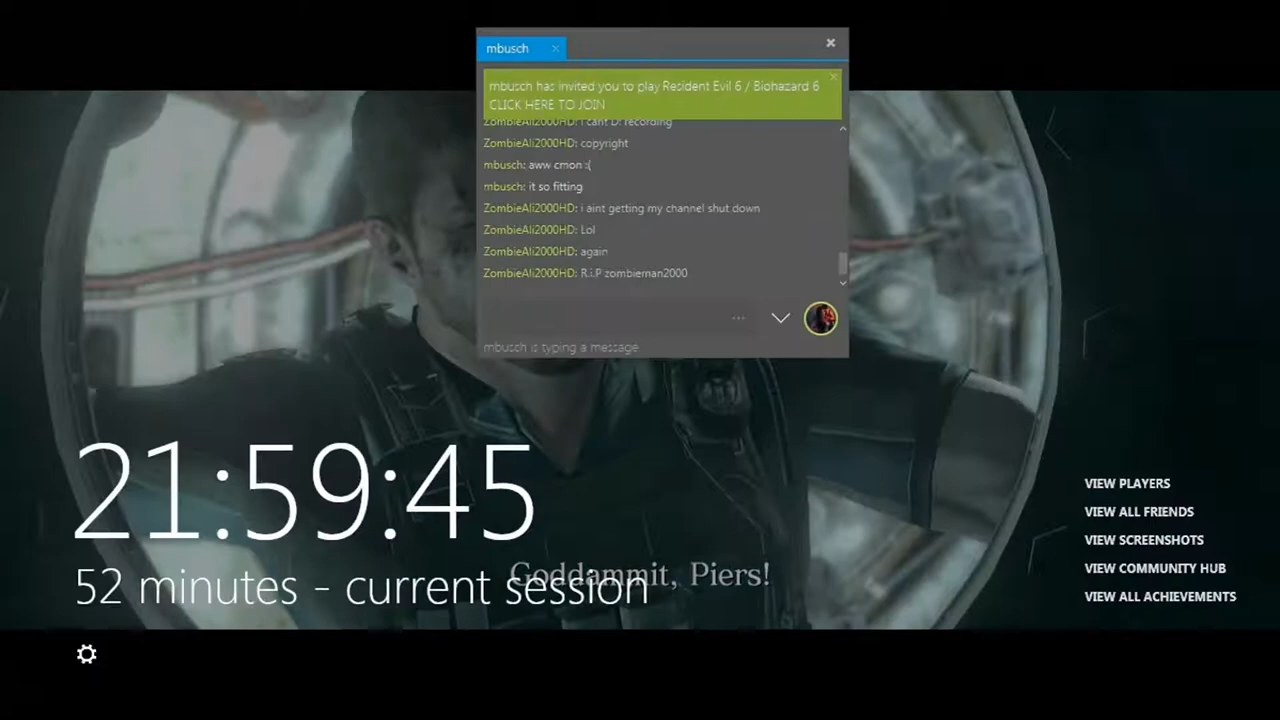 mbusch
mbusch has invited you to play Resident Evil 6 / Biohazard 6
CLICK HERE TO JOIN
ZombieAli2000HD: i cant D: recording
ZombieAli2000HD: copyright
mbusch: aww cmon :(
mbusch: it so fitting
ZombieAli2000HD: i aint getting my channel shut down
ZombieAli2000HD: Lol
ZombieAli2000HD: again
ZombieAli2000HD: R.i.P zombieman2000
mbusch is typing a message
21:59:45
52 minutes - current session
Goddammit, Piers!
VIEW PLAYERS
VIEW ALL FRIENDS
VIEW SCREENSHOTS
VIEW COMMUNITY HUB
VIEW ALL ACHIEVEMENTS